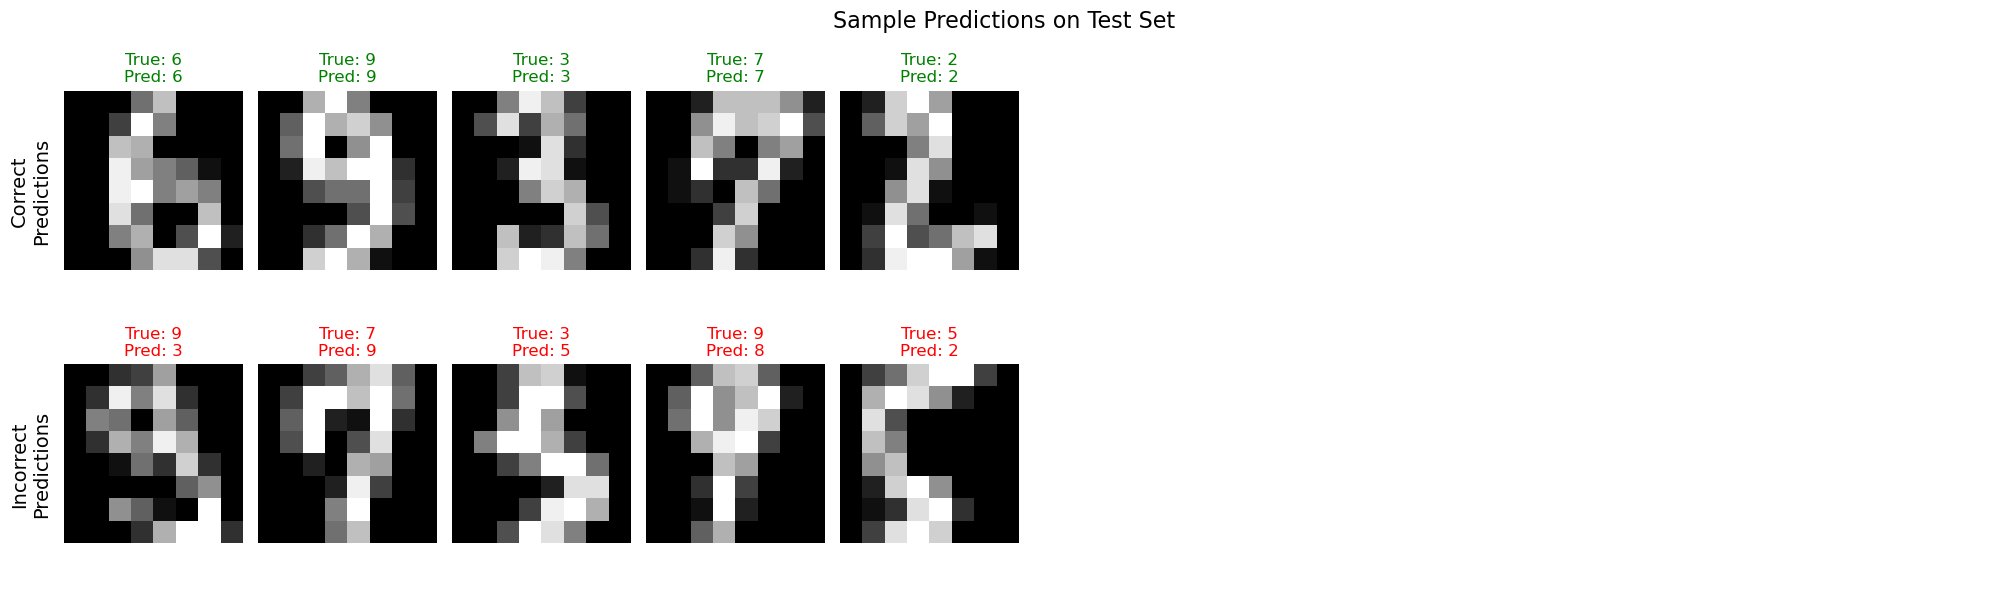 Sample Predictions on Test Set
True: 6
Pred: 6
True: 9
Pred: 9
True: 3
Pred: 3
True: 7
Pred: 7
True: 2
Pred: 2
Correct
Predictions
True: 9
Pred: 3
True: 7
Pred: 9
True: 3
Pred: 5
True: 9
Pred: 8
True: 5
Pred: 2
Incorrect
Predictions